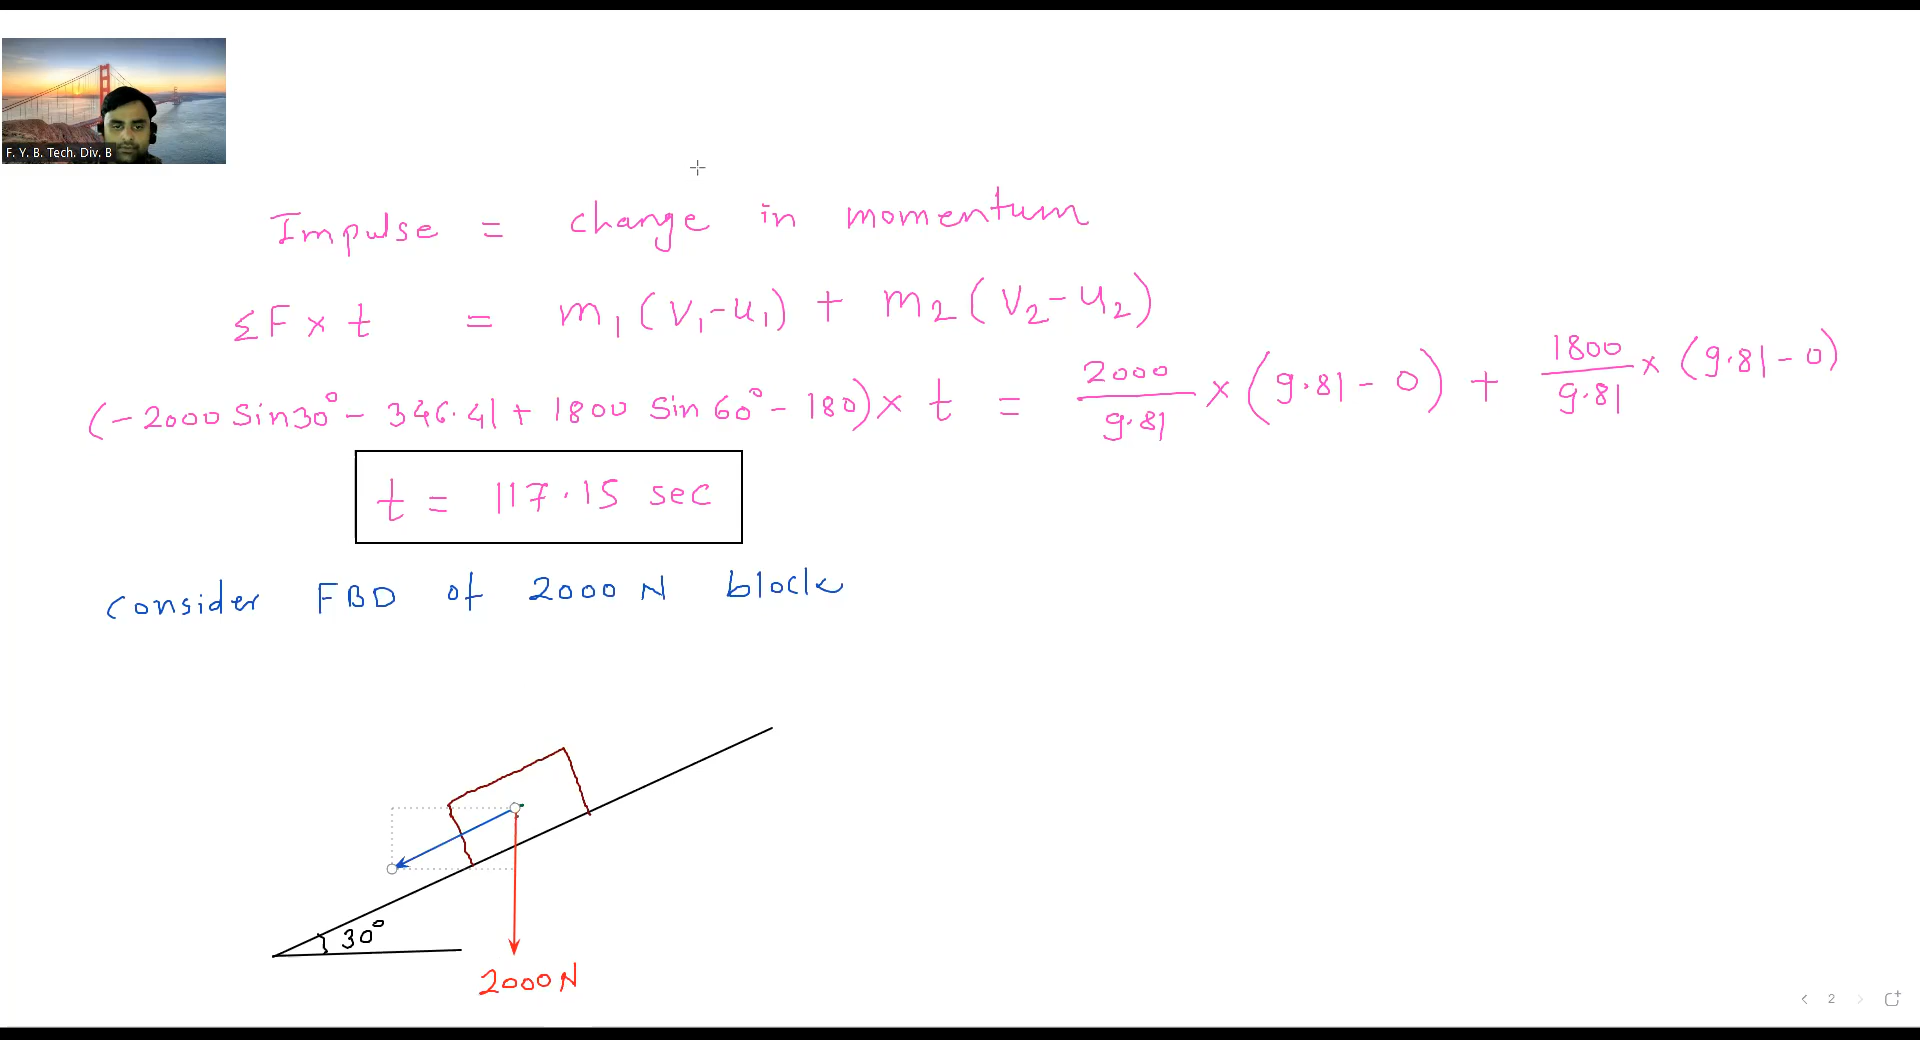 F. Y. B. Tech. Div. B
Impulse = change in momentum
ΣF × t = m₁(V₁-u₁) + m₂(V₂-u₂)
(-2000 Sin30° - 346.41 + 1800 Sin 60° - 180) × t = 2000/9.81 × (9.81 - 0) + 1800/9.81 × (9.81 - 0)
t = 117.15 sec
Consider FBD of 2000 N block
30°
2000N
2